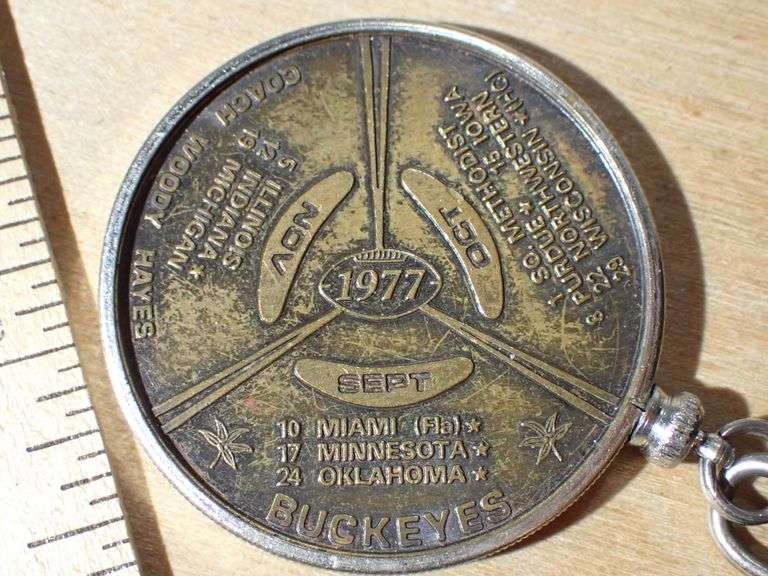 COACH WOODY HAYES
NOV
5 ILLINOIS
12 INDIANA ★
19 MICHIGAN
OCT
1 SO. METHODIST
8 PURDUE★ 15 IOWA
22 NORTHWESTERN
29 WISCONSIN★(HC)
1977
SEPT
10 MIAMI (Fla)★
17 MINNESOTA★
24 OKLAHOMA★
BUCKEYES